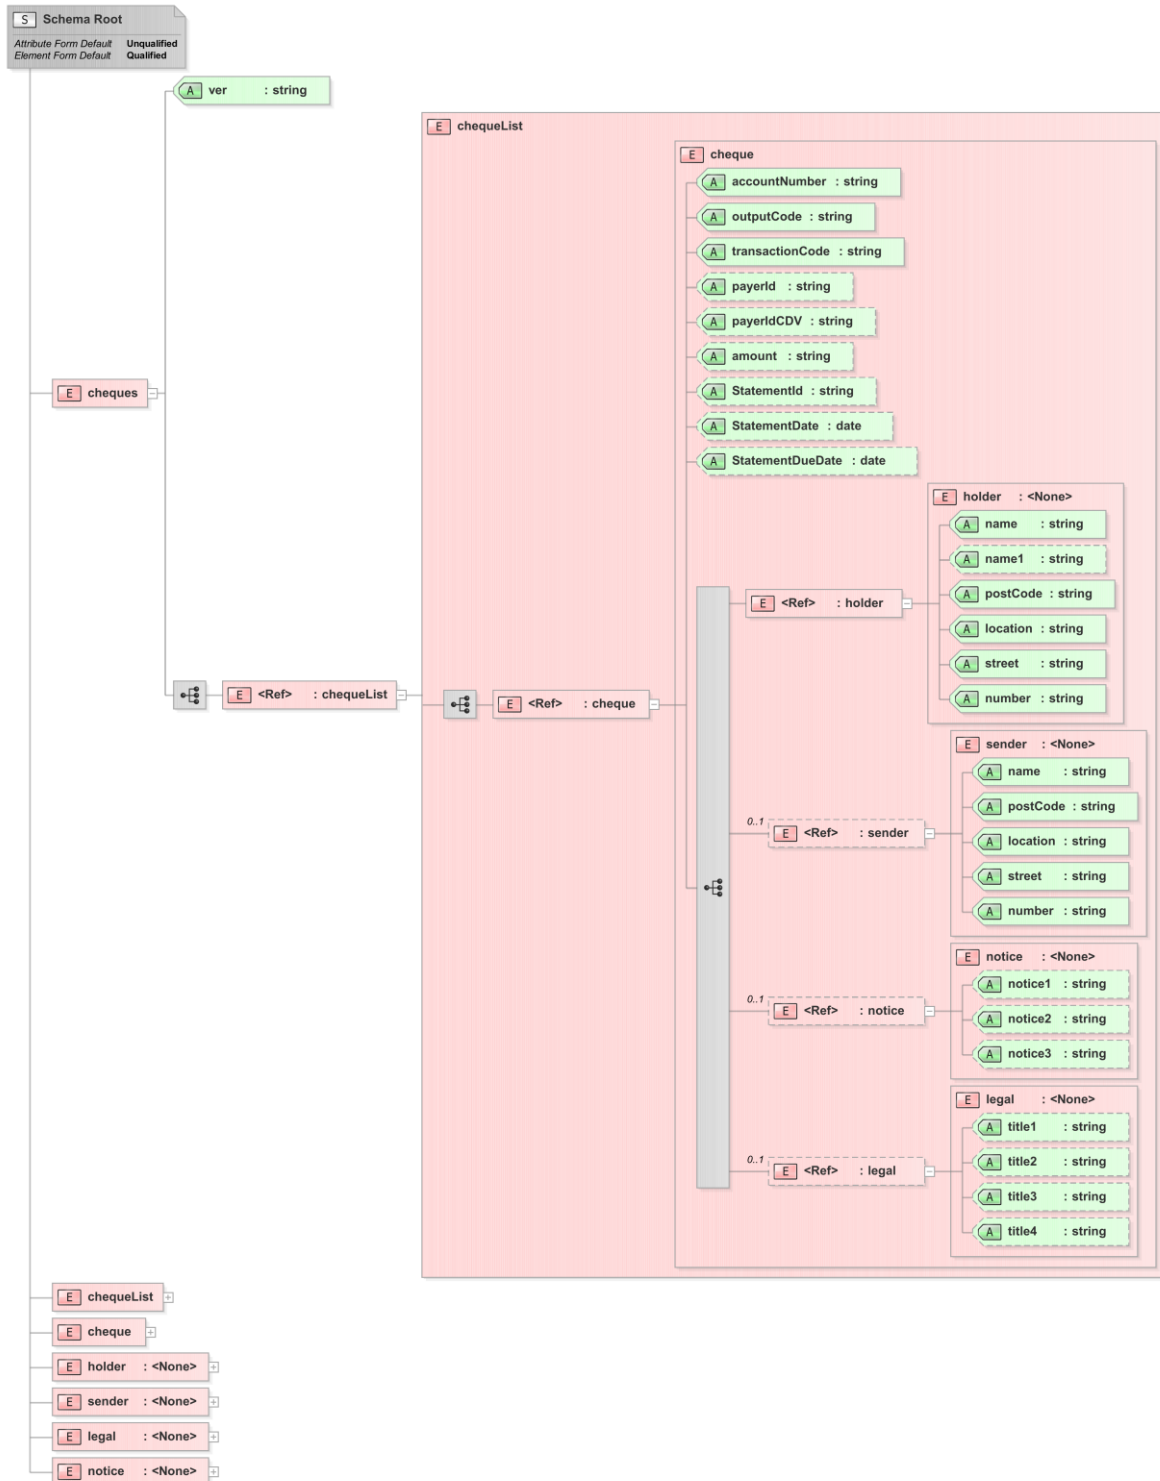 S Schema Root
Attribute Form Default Unqualified
Element Form Default Qualified
A ver : string
E chequeList
E cheque
A accountNumber : string
A outputCode : string
A transactionCode : string
A payerId : string
A payerIdCDV : string
A amount : string
A StatementId : string
A StatementDate : date
A StatementDueDate : date
E cheques
E holder : <None>
A name : string
A name1 : string
A postCode : string
A location : string
A street : string
A number : string
E <Ref> : holder
E <Ref> : chequeList
E <Ref> : cheque
E sender : <None>
A name : string
A postCode : string
A location : string
A street : string
A number : string
0..1
E <Ref> : sender
E notice : <None>
A notice1 : string
A notice2 : string
A notice3 : string
0..1
E <Ref> : notice
E legal : <None>
A title1 : string
A title2 : string
A title3 : string
A title4 : string
0..1
E <Ref> : legal
E chequeList
E cheque
E holder : <None>
E sender : <None>
E legal : <None>
E notice : <None>